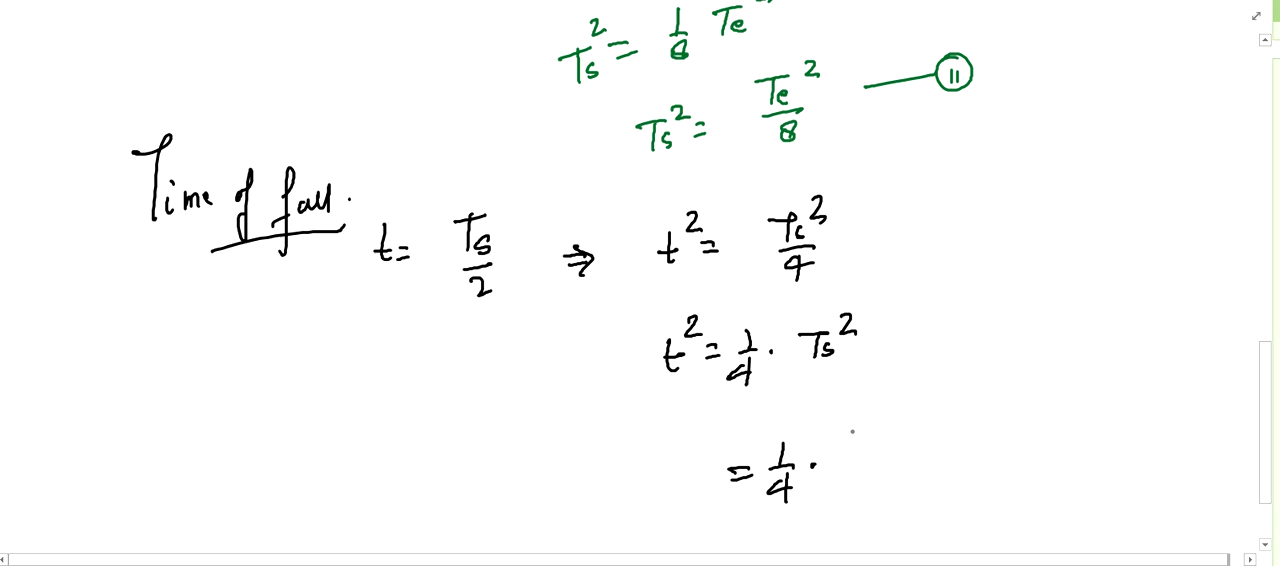 Ts² = 1/8 Te²
Ts² = Te²/8 — (11)
Time of fall.
t = Ts/2 ⇒ t² = Ts²/4
t² = 1/4 · Ts²
= 1/4 ·